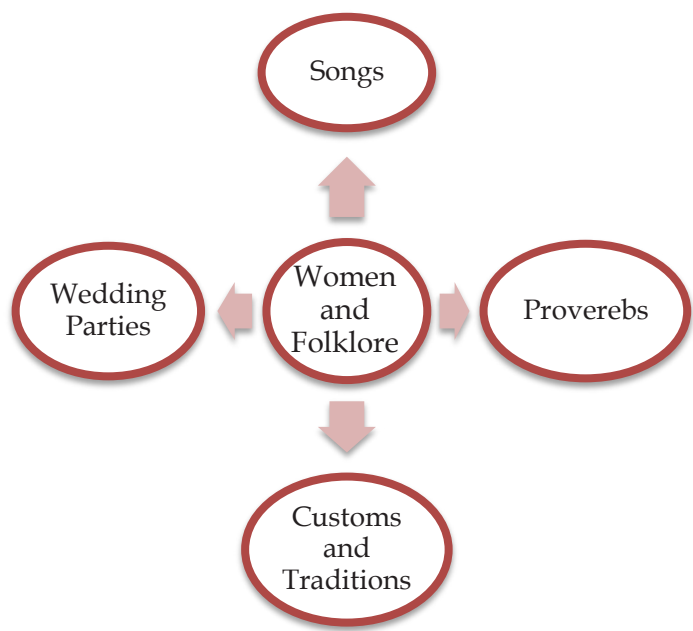 Songs
Wedding
Parties
Women
and
Folklore
Proverebs
Customs
and
Traditions